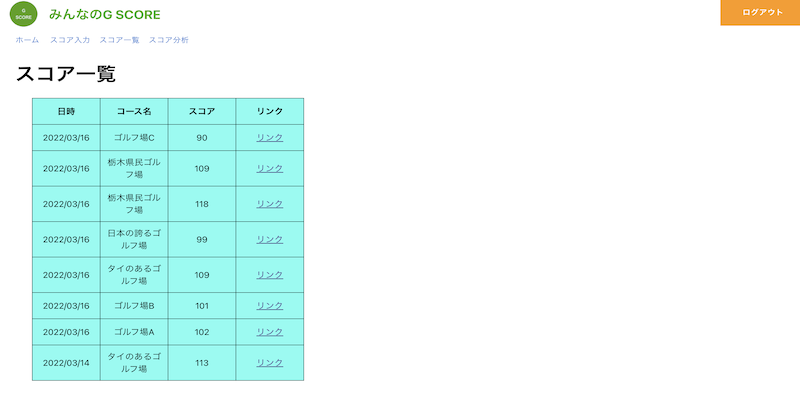 G
SCORE
みんなのG SCORE
ログアウト
ホーム スコア入力 スコア一覧 スコア分析
スコア一覧
日時 コース名 スコア リンク
2022/03/16 ゴルフ場C 90 リンク
2022/03/16 栃木県民ゴル
フ場 109 リンク
2022/03/16 栃木県民ゴル
フ場 118 リンク
2022/03/16 日本の誇るゴ
ルフ場 99 リンク
2022/03/16 タイのあるゴ
ルフ場 109 リンク
2022/03/16 ゴルフ場B 101 リンク
2022/03/16 ゴルフ場A 102 リンク
2022/03/14 タイのあるゴ
ルフ場 113 リンク